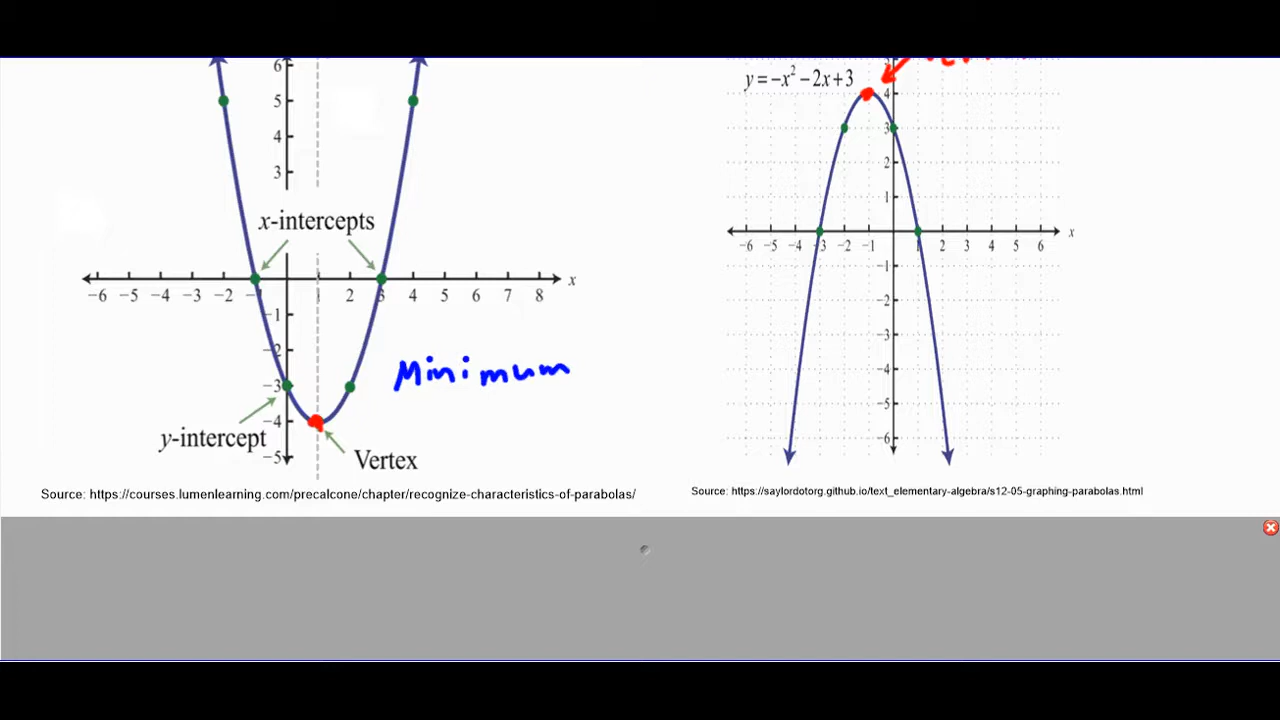 6
5
4
3
x-intercepts
-6 -5 -4 -3 -2 -1 1 2 3 4 5 6 7 8 x
-1
-2
-3
Minimum
-4
y-intercept
Vertex
-5
Source: https://courses.lumenlearning.com/precalcone/chapter/recognize-characteristics-of-parabolas/
y = -x² - 2x + 3
4
3
2
1
-6 -5 -4 -3 -2 -1 1 2 3 4 5 6 x
-1
-2
-3
-4
-5
-6
Source: https://saylordotorg.github.io/text_elementary-algebra/s12-05-graphing-parabolas.html